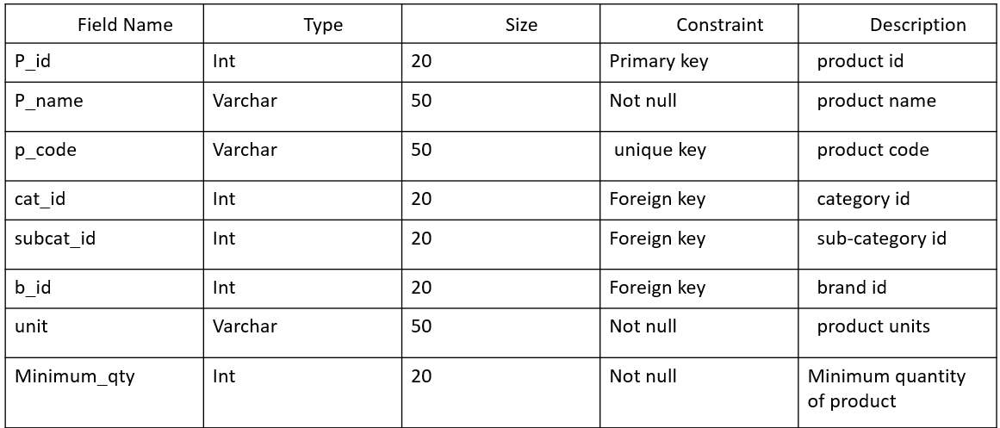 Field Name Type Size Constraint Description
P_id Int 20 Primary key product id
P_name Varchar 50 Not null product name
p_code Varchar 50 unique key product code
cat_id Int 20 Foreign key category id
subcat_id Int 20 Foreign key sub-category id
b_id Int 20 Foreign key brand id
unit Varchar 50 Not null product units
Minimum_qty Int 20 Not null Minimum quantity
of product